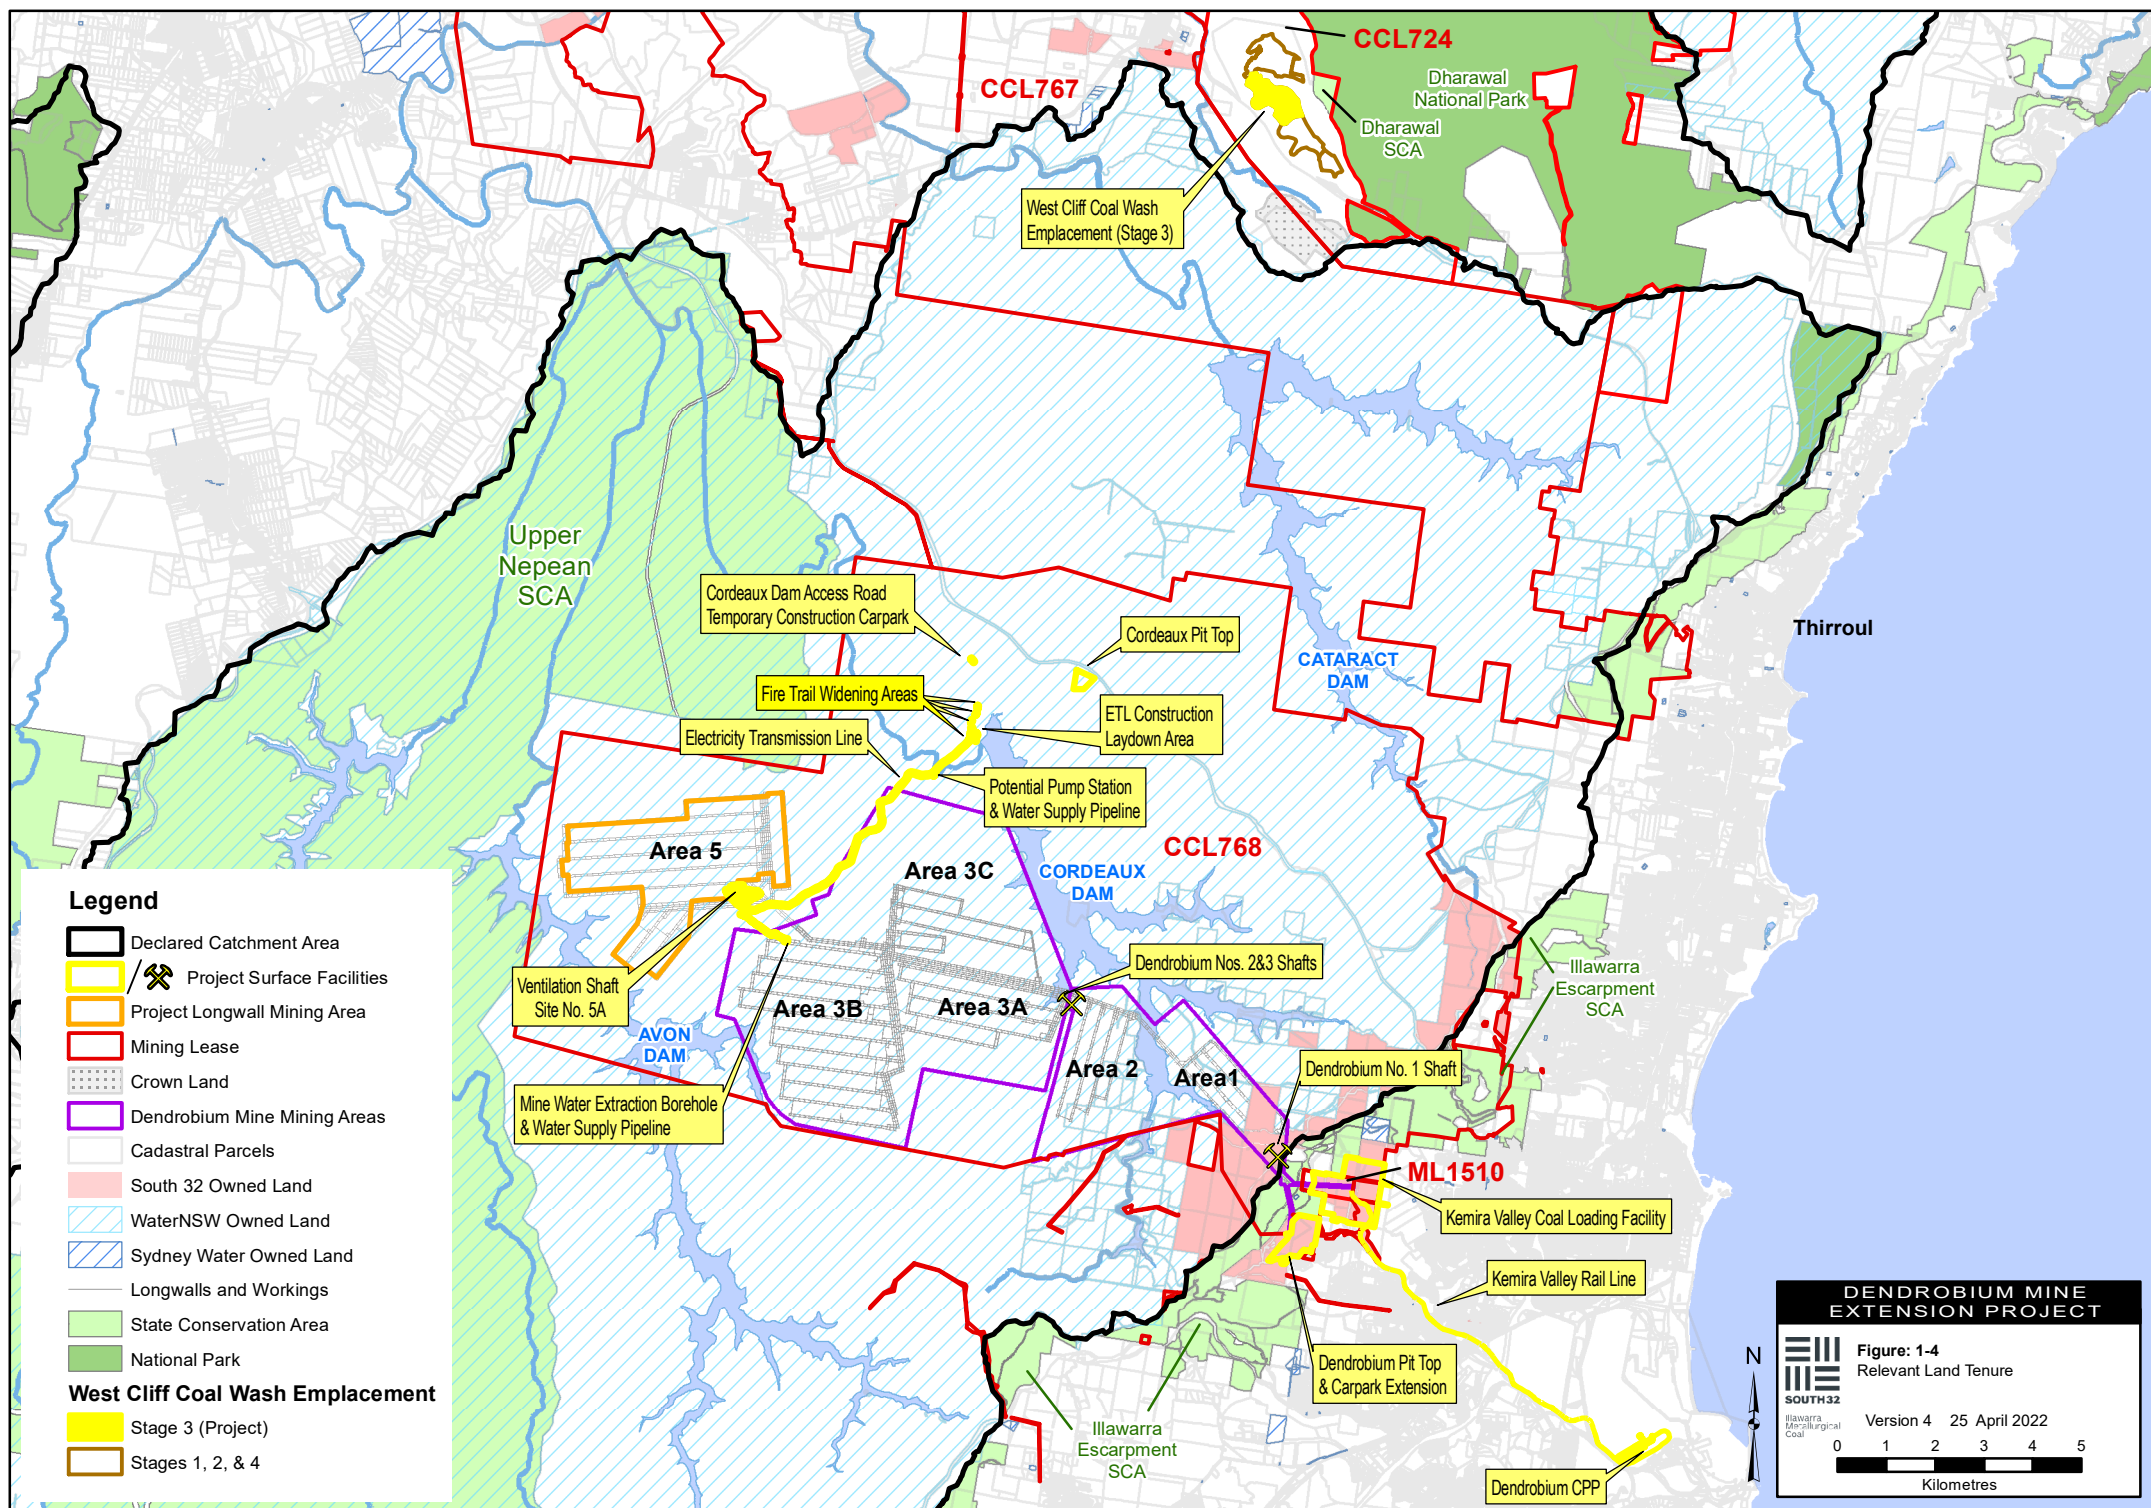 CCL724
CCL767
Dharawal
National Park
Dharawal
SCA
West Cliff Coal Wash
Emplacement (Stage 3)
Upper
Nepean
SCA
Cordeaux Dam Access Road
Temporary Construction Carpark
Cordeaux Pit Top
Thirroul
CATARACT
DAM
Fire Trail Widening Areas
ETL Construction
Laydown Area
Electricity Transmission Line
Potential Pump Station
& Water Supply Pipeline
Area 5
CCL768
Area 3C
CORDEAUX
DAM
Ventilation Shaft
Site No. 5A
Dendrobium Nos. 2&3 Shafts
Illawarra
Escarpment
SCA
Area 3B
Area 3A
AVON
DAM
Area 2
Area1
Dendrobium No. 1 Shaft
Mine Water Extraction Borehole
& Water Supply Pipeline
ML1510
Kemira Valley Coal Loading Facility
Kemira Valley Rail Line
Dendrobium Pit Top
& Carpark Extension
Illawarra
Escarpment
SCA
Dendrobium CPP
Legend
Declared Catchment Area
/ Project Surface Facilities
Project Longwall Mining Area
Mining Lease
Crown Land
Dendrobium Mine Mining Areas
Cadastral Parcels
South 32 Owned Land
WaterNSW Owned Land
Sydney Water Owned Land
Longwalls and Workings
State Conservation Area
National Park
West Cliff Coal Wash Emplacement
Stage 3 (Project)
Stages 1, 2, & 4
N
DENDROBIUM MINE
EXTENSION PROJECT
Figure: 1-4
Relevant Land Tenure
SOUTH32
Illawarra
Metallurgical
Coal
Version 4 25 April 2022
0 1 2 3 4 5
Kilometres